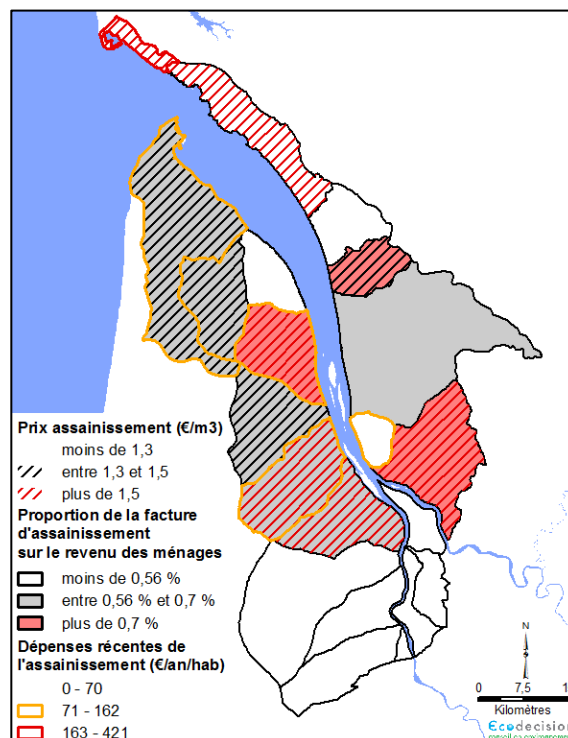 Prix assainissement (€/m3)
moins de 1,3
entre 1,3 et 1,5
plus de 1,5
Proportion de la facture
d'assainissement
sur le revenu des ménages
moins de 0,56 %
entre 0,56 % et 0,7 %
plus de 0,7 %
Dépenses récentes de
l'assainissement (€/an/hab)
0 - 70
71 - 162
163 - 421
N
0 7,5
Kilomètres
Ecodecision